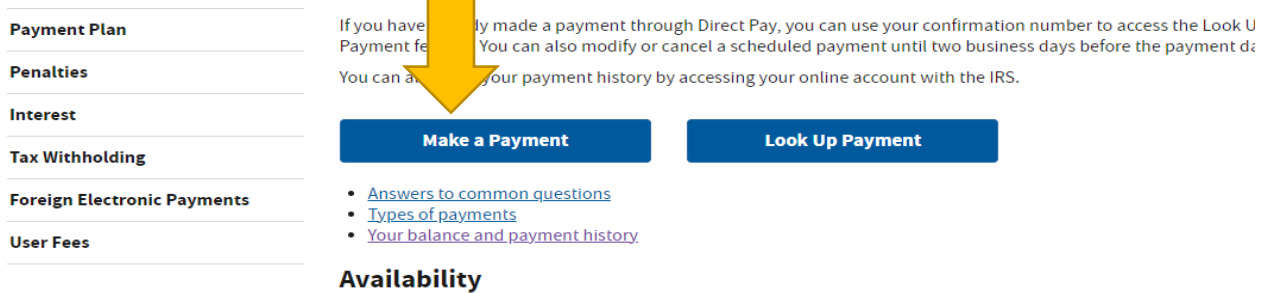 Payment Plan
Penalties
Interest
Tax Withholding
Foreign Electronic Payments
User Fees
If you have dy made a payment through Direct Pay, you can use your confirmation number to access the Look U
Payment fe You can also modify or cancel a scheduled payment until two business days before the payment da
You can a your payment history by accessing your online account with the IRS.
Make a Payment
Look Up Payment
• Answers to common questions
• Types of payments
• Your balance and payment history
Availability